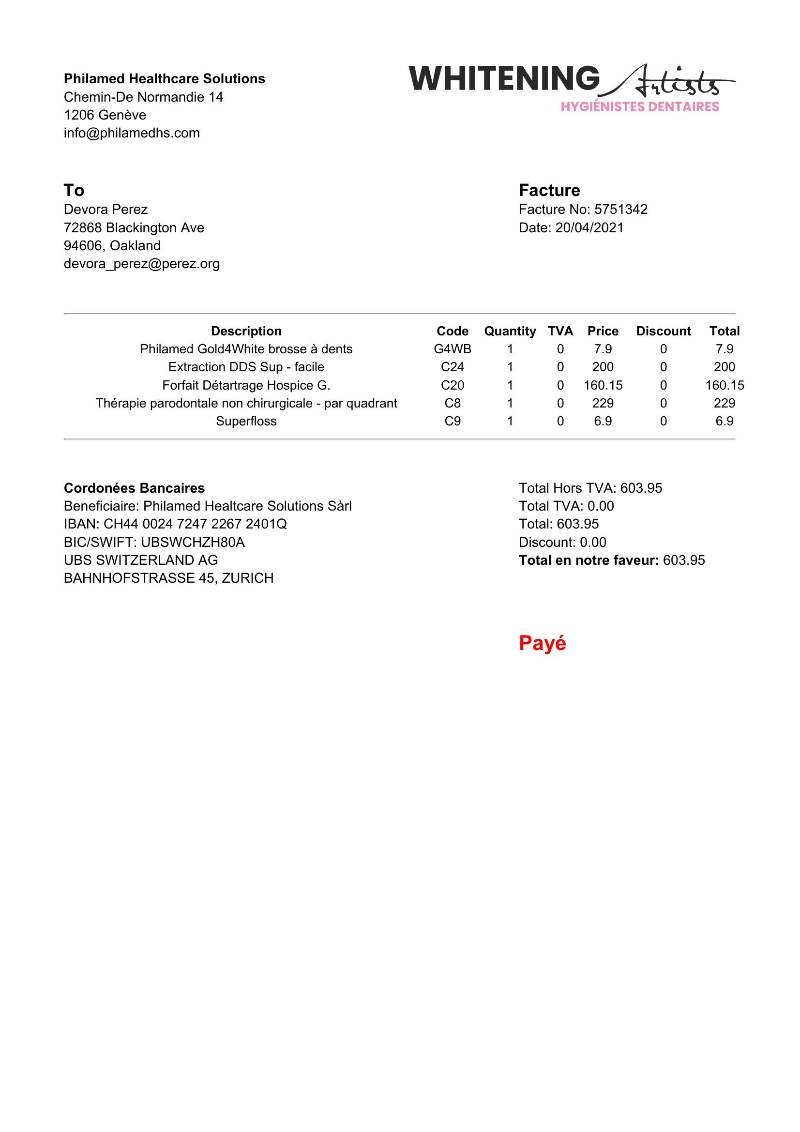 Philamed Healthcare Solutions
Chemin-De Normandie 14
1206 Genève
info@philamedhs.com
WHITENING Artists
HYGIÉNISTES DENTAIRES
To
Devora Perez
72868 Blackington Ave
94606, Oakland
devora_perez@perez.org
Facture
Facture No: 5751342
Date: 20/04/2021
Description Code Quantity TVA Price Discount Total
Philamed Gold4White brosse à dents G4WB 1 0 7.9 0 7.9
Extraction DDS Sup - facile C24 1 0 200 0 200
Forfait Détartrage Hospice G. C20 1 0 160.15 0 160.15
Thérapie parodontale non chirurgicale - par quadrant C8 1 0 229 0 229
Superfloss C9 1 0 6.9 0 6.9
Cordonées Bancaires
Beneficiaire: Philamed Healtcare Solutions Sàrl
IBAN: CH44 0024 7247 2267 2401Q
BIC/SWIFT: UBSWCHZH80A
UBS SWITZERLAND AG
BAHNHOFSTRASSE 45, ZURICH
Total Hors TVA: 603.95
Total TVA: 0.00
Total: 603.95
Discount: 0.00
Total en notre faveur: 603.95
Payé